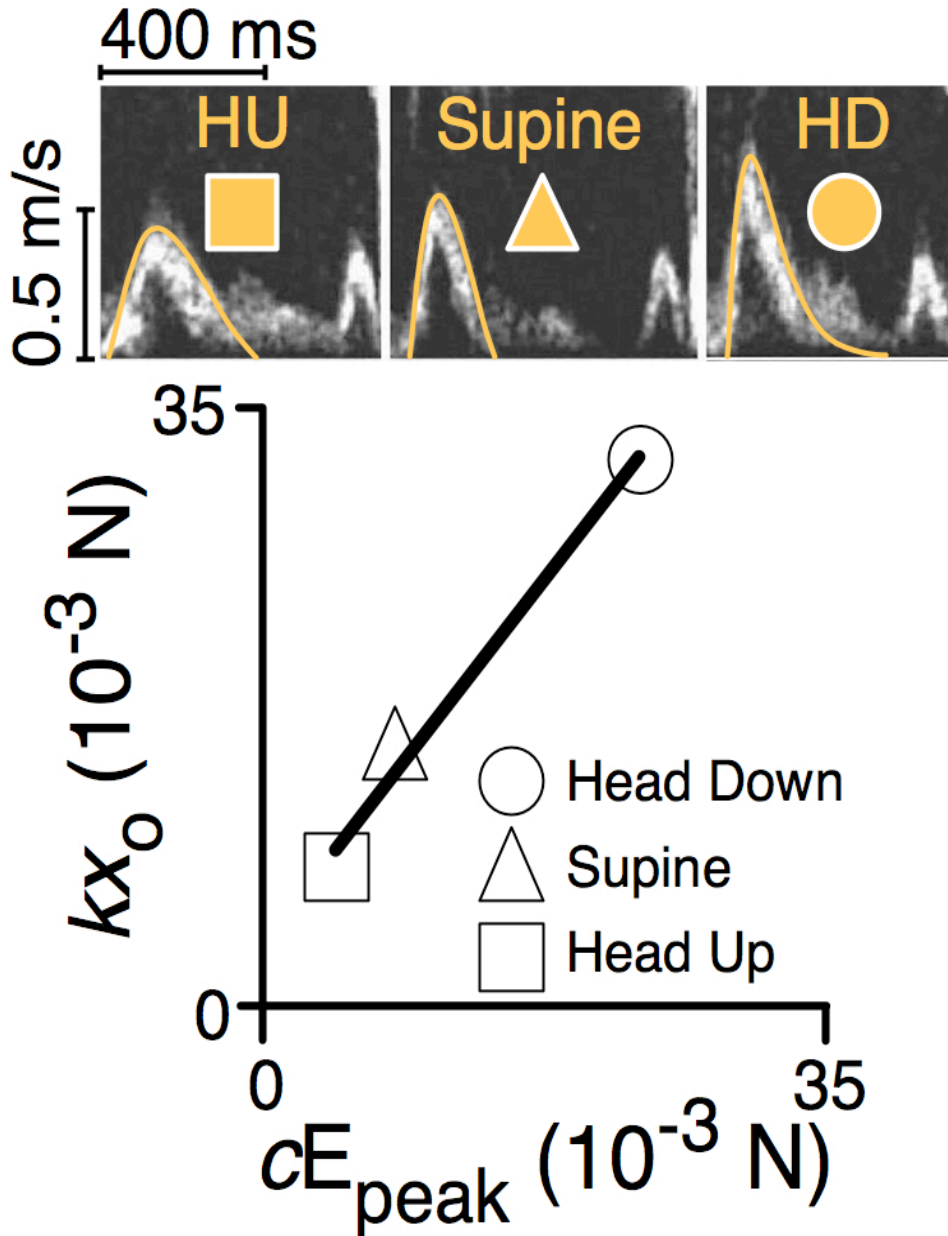 400 ms
HU
Supine
HD
0.5 m/s
35
kx₀ (10⁻³ N)
Head Down
Supine
Head Up
0
0
35
cE_peak (10⁻³ N)